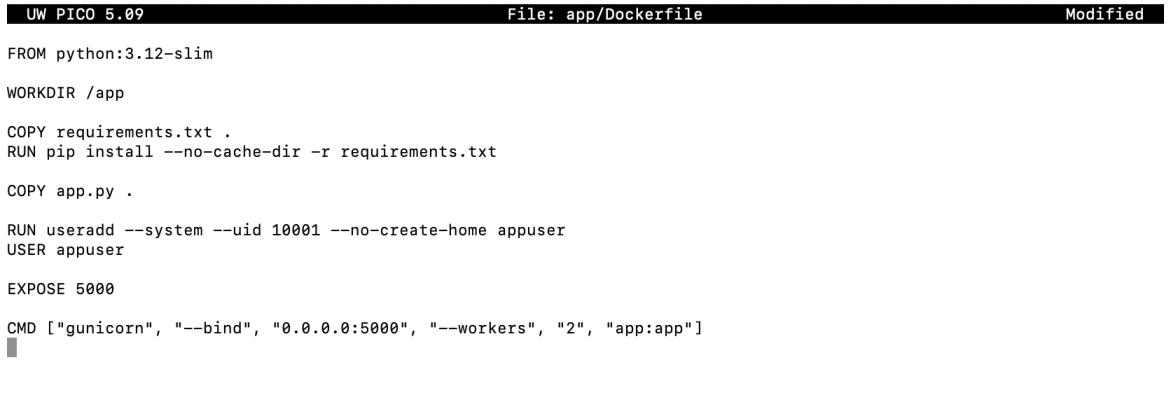 UW PICO 5.09 File: app/Dockerfile Modified
FROM python:3.12-slim
WORKDIR /app
COPY requirements.txt .
RUN pip install --no-cache-dir -r requirements.txt
COPY app.py .
RUN useradd --system --uid 10001 --no-create-home appuser
USER appuser
EXPOSE 5000
CMD ["gunicorn", "--bind", "0.0.0.0:5000", "--workers", "2", "app:app"]